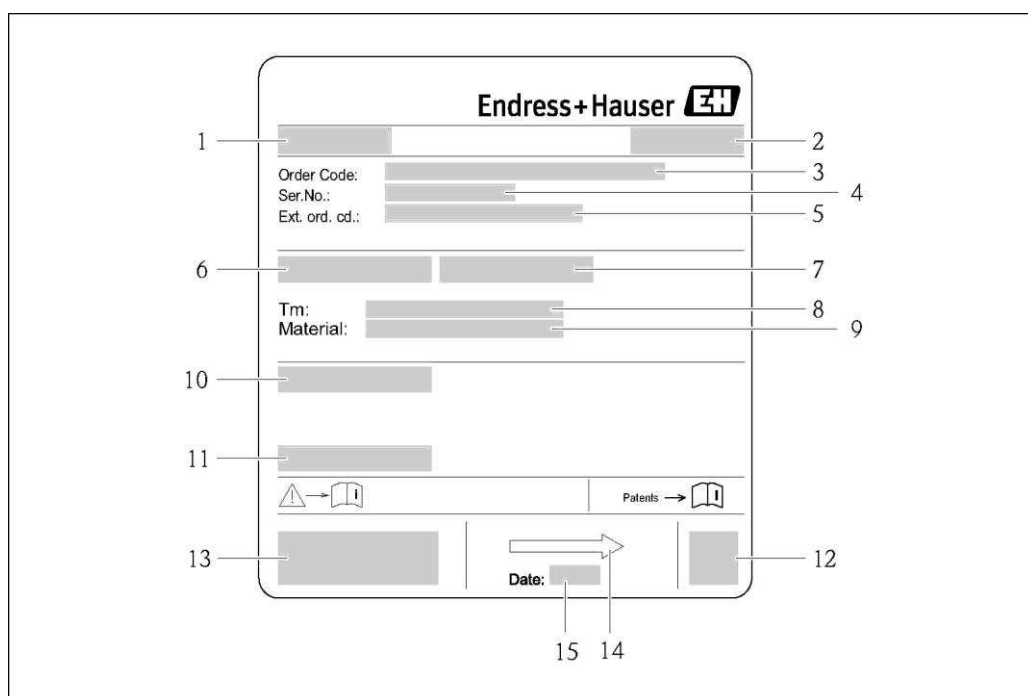 Endress+Hauser EH
1
2
Order Code:
3
Ser.No.:
4
Ext. ord. cd.:
5
6
7
Tm:
8
Material:
9
10
11
i
Patents
i
13
12
Date:
15
14